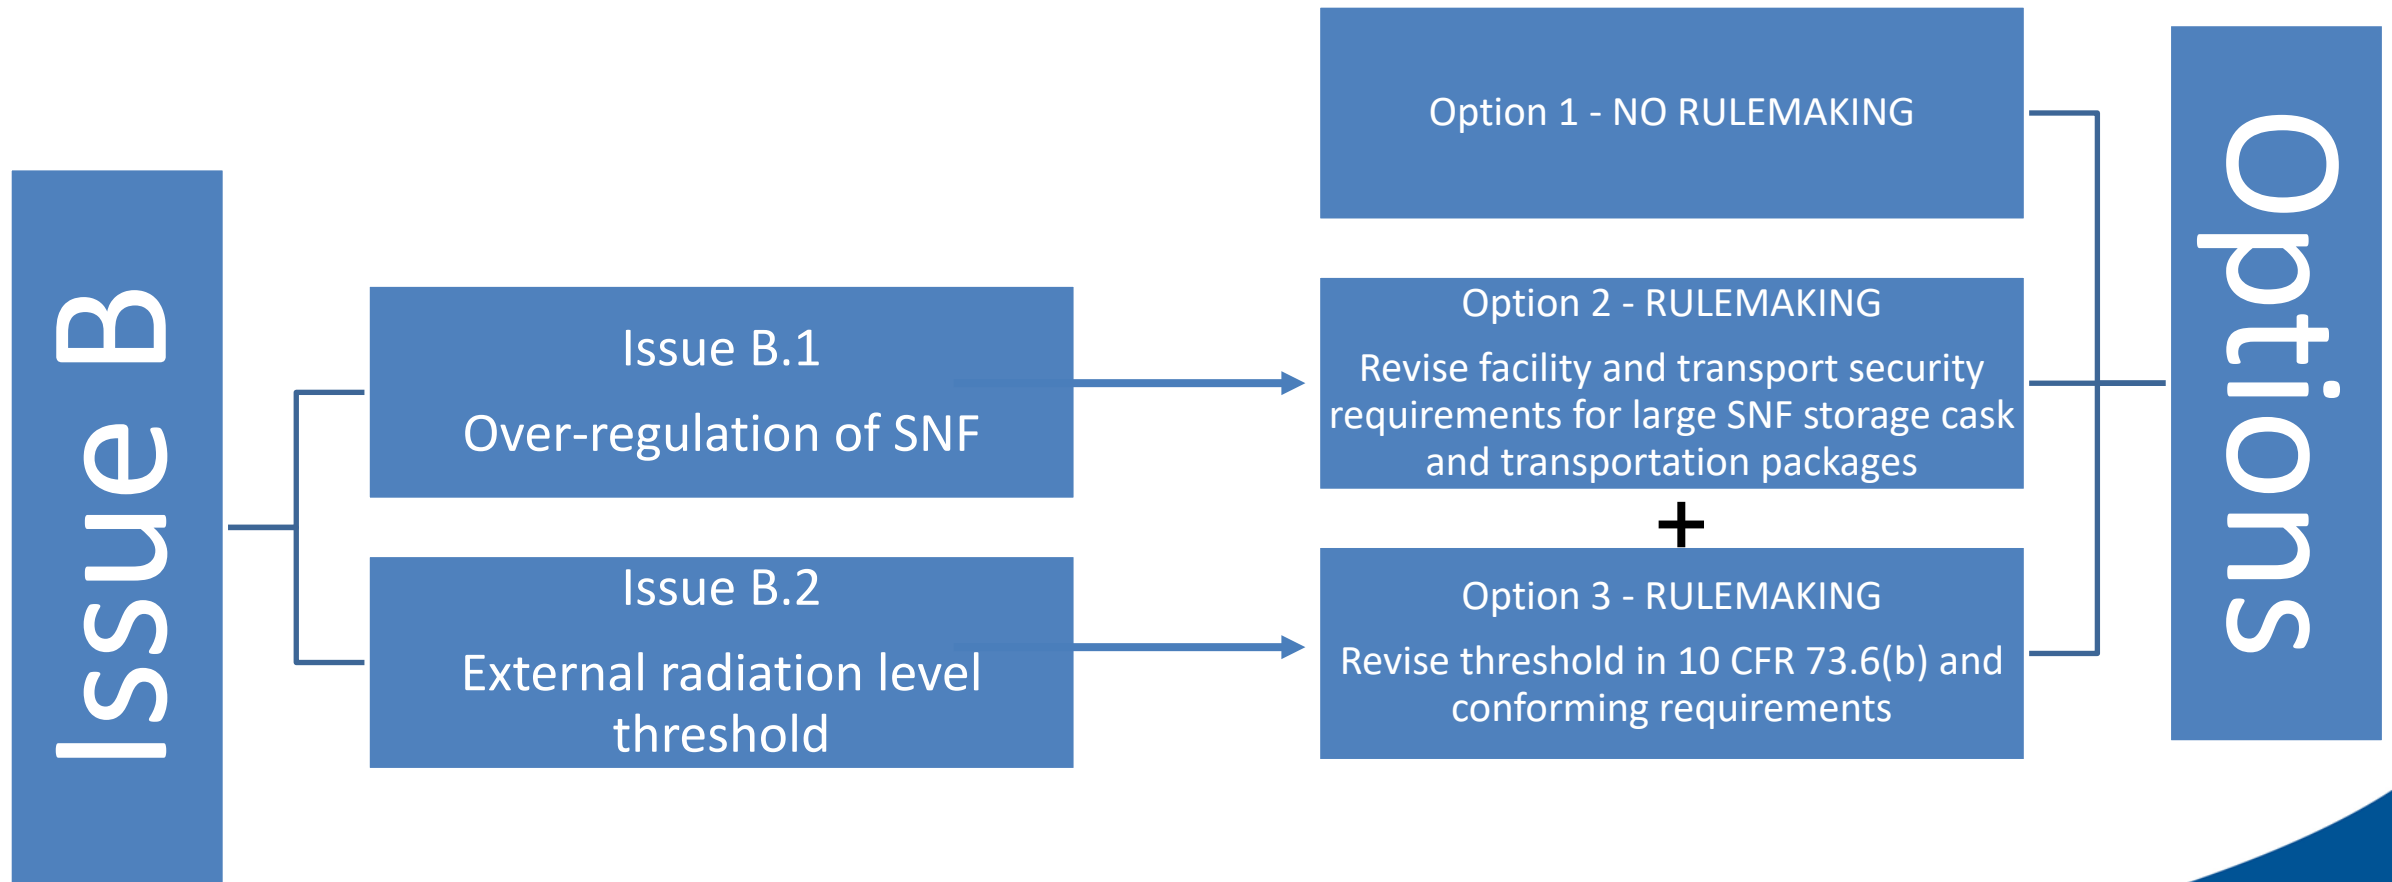 Issue B
Issue B.1
Over-regulation of SNF
Issue B.2
External radiation level
threshold
Option 1 - NO RULEMAKING
Option 2 - RULEMAKING
Revise facility and transport security
requirements for large SNF storage cask
and transportation packages
+
Option 3 - RULEMAKING
Revise threshold in 10 CFR 73.6(b) and
conforming requirements
Options